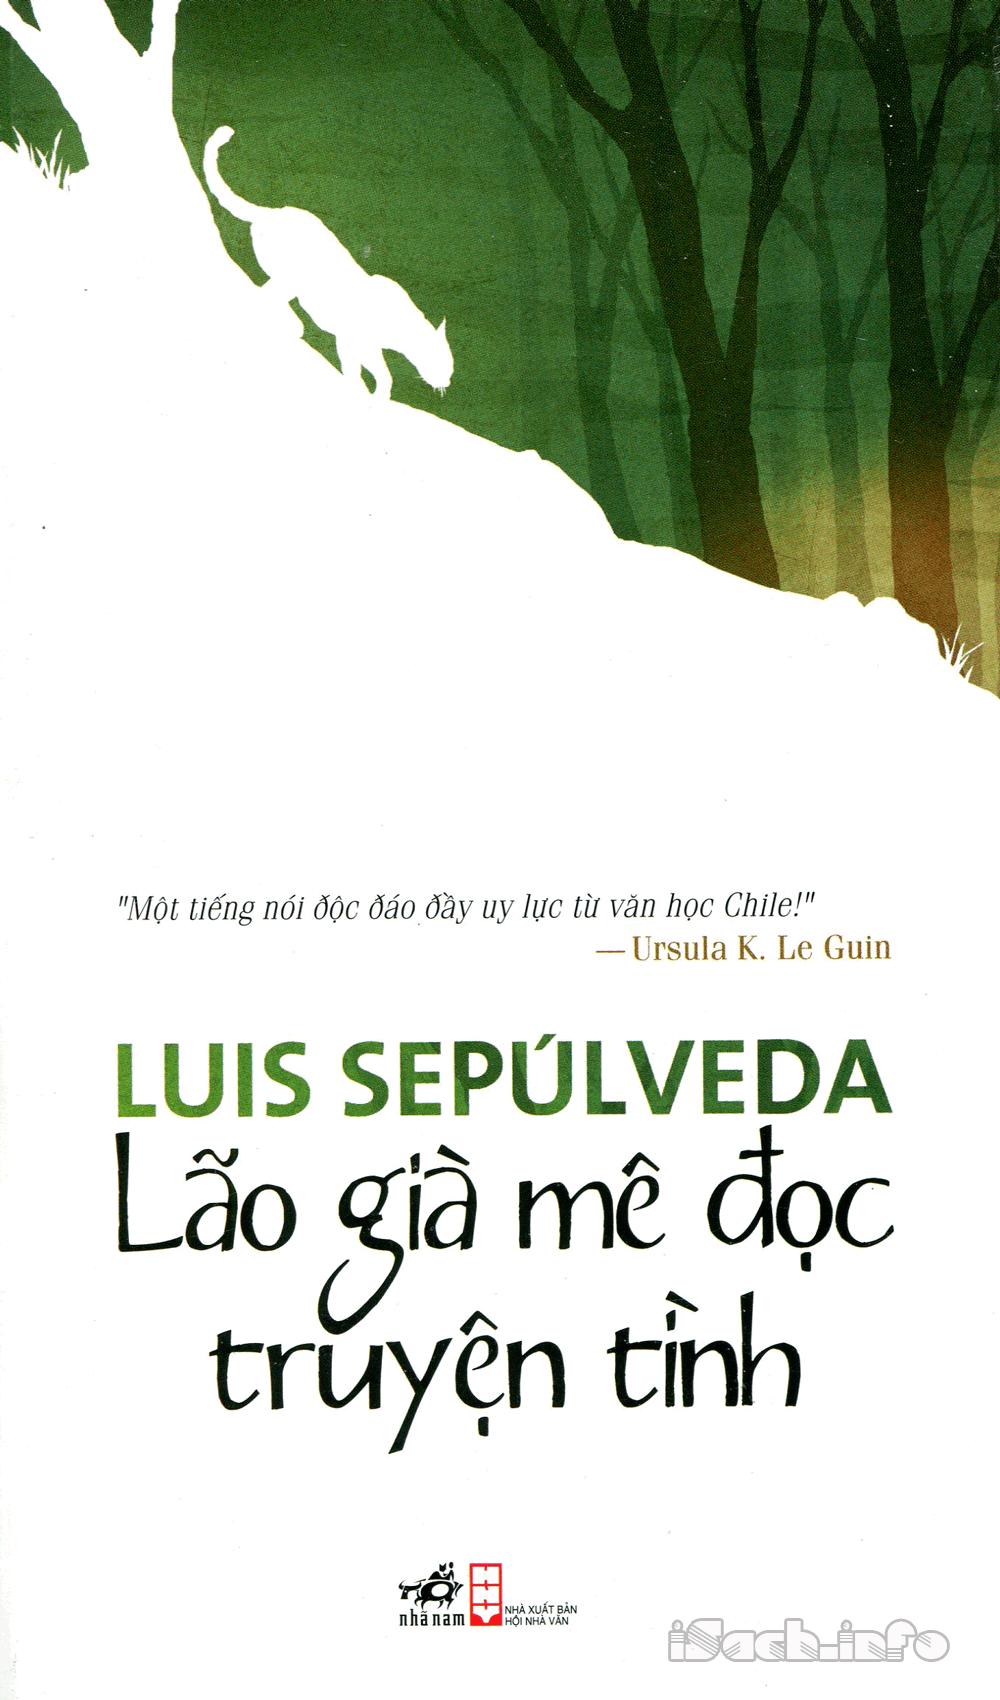 "Một tiếng nói độc đáo đầy uy lực từ văn học Chile!"
— Ursula K. Le Guin
LUIS SEPÚLVEDA
Lão già mê đọc
truyện tình
nhã nam
NHÀ XUẤT BẢN
HỘI NHÀ VĂN
iSach.info